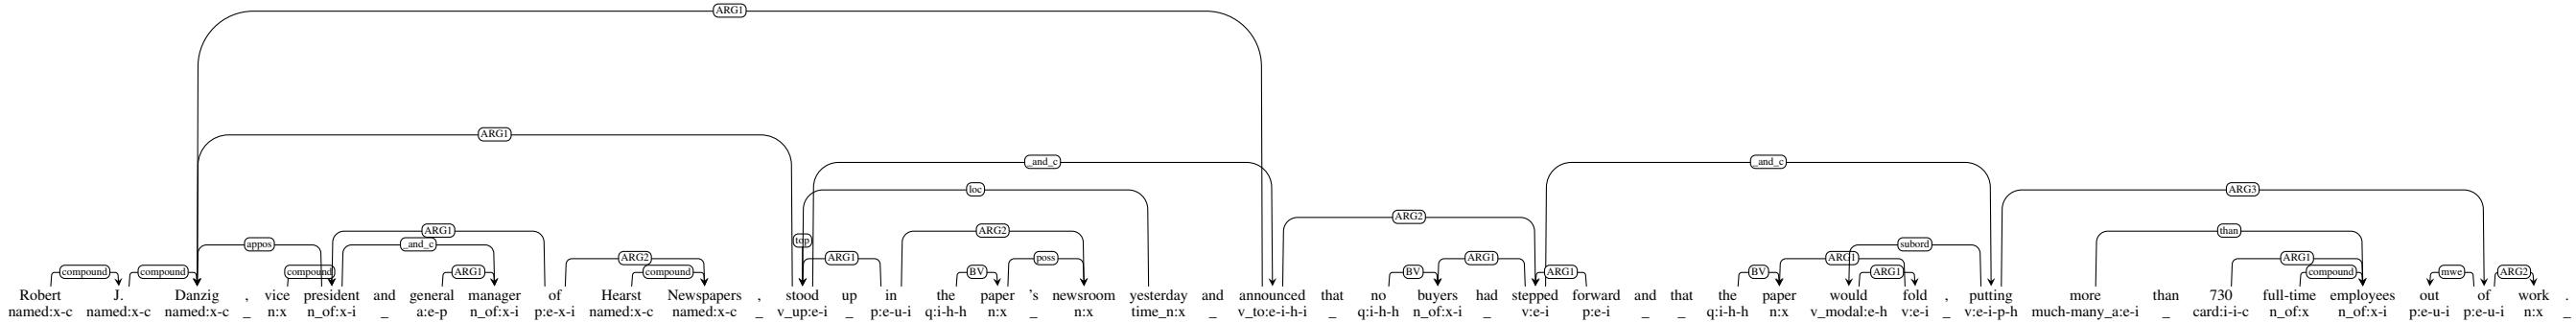 ARG1
ARG1
_and_c _and_c
loc ARG3
ARG2
ARG1 ARG2 than
appos _and_c top subord
ARG2 ARG1 poss ARG1 ARG1 ARG1
compound compound compound ARG1 compound BV BV ARG1 BV ARG1 compound mwe ARG2
Robert J. Danzig , vice president and general manager of Hearst Newspapers , stood up in the paper 's newsroom yesterday and announced that no buyers had stepped forward and that the paper would fold , putting more than 730 full-time employees out of work .
named:x-c named:x-c named:x-c _ n:x n_of:x-i _ a:e-p n_of:x-i p:e-x-i named:x-c named:x-c _ v_up:e-i _ p:e-u-i q:i-h-h n:x _ n:x time_n:x _ v_to:e-i-h-i _ q:i-h-h n_of:x-i _ v:e-i p:e-i _ _ q:i-h-h n:x v_modal:e-h v:e-i _ v:e-i-p-h much-many_a:e-i _ card:i-i-c n_of:x n_of:x-i p:e-u-i p:e-u-i n:x _